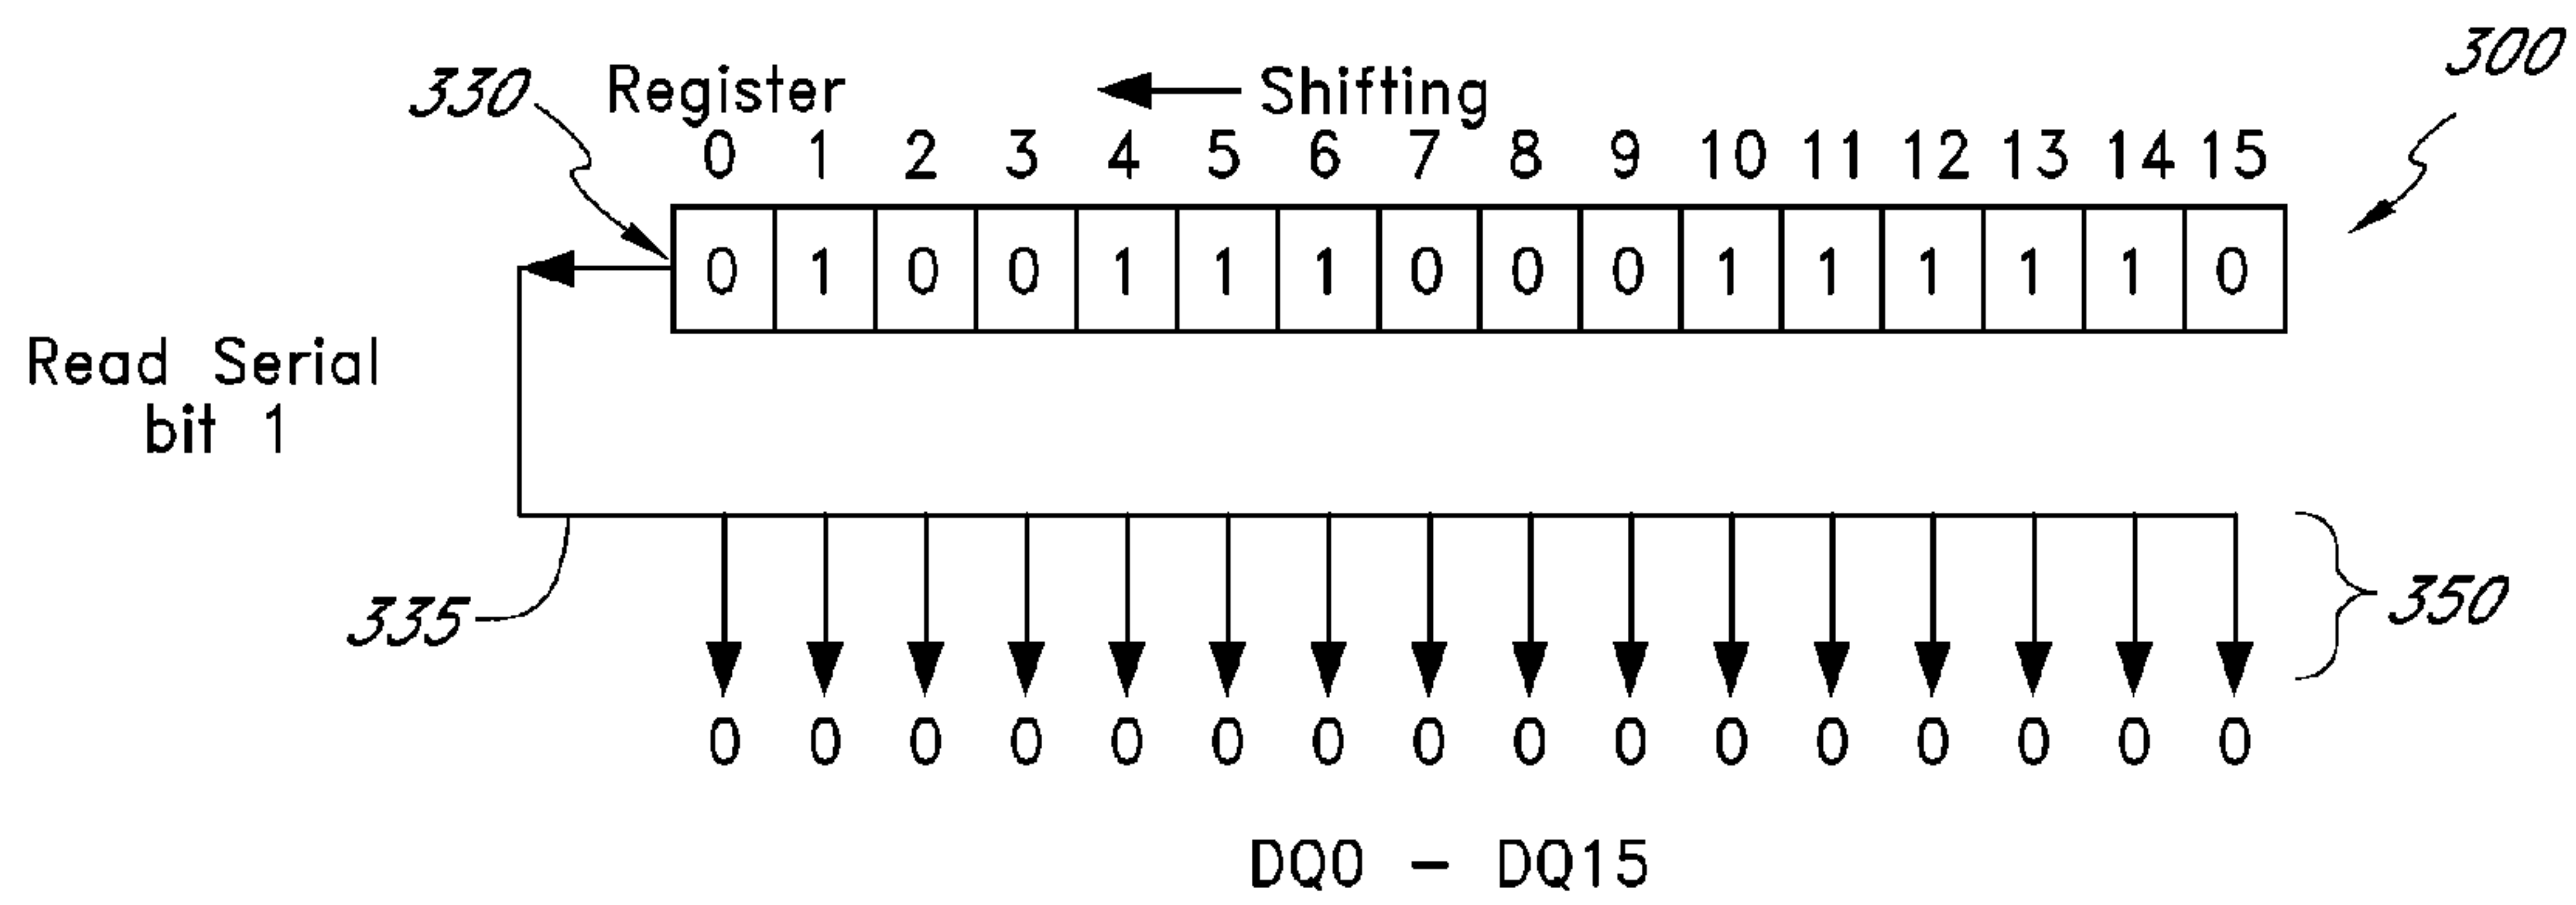 300
330 Register Shifting
0 1 2 3 4 5 6 7 8 9 10 11 12 13 14 15
0 1 0 0 1 1 1 0 0 0 1 1 1 1 1 0
Read Serial
bit 1
335
350
0 0 0 0 0 0 0 0 0 0 0 0 0 0 0 0
DQ0 – DQ15